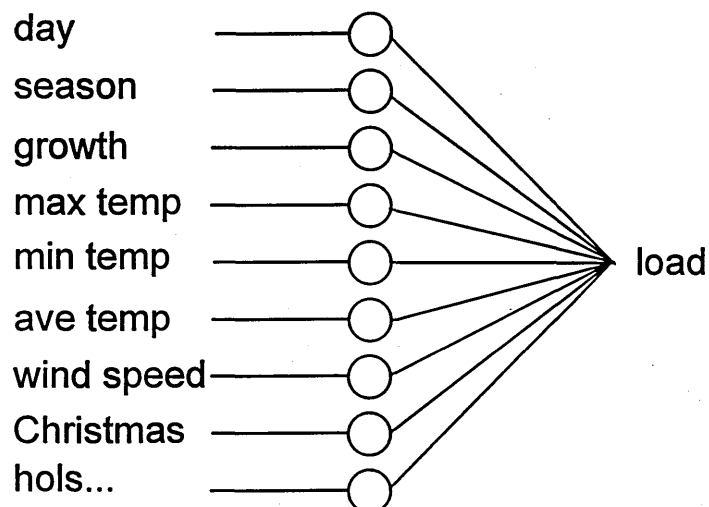 day
season
growth
max temp
min temp
load
ave temp
wind speed
Christmas
hols...